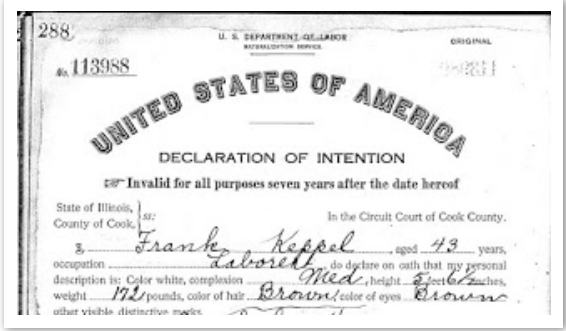 288
U. S. DEPARTMENT OF LABOR
NATURALIZATION SERVICE
ORIGINAL
No. 113988
UNITED STATES OF AMERICA
DECLARATION OF INTENTION
☞ Invalid for all purposes seven years after the date hereof
State of Illinois,
County of Cook, } ss:
In the Circuit Court of Cook County.
I, Frank Keppel, aged 43 years,
occupation Laborer, do declare on oath that my personal
description is: Color white, complexion Med, height 5 feet 6½ inches,
weight 172 pounds, color of hair Brown, color of eyes Brown
other visible distinctive marks